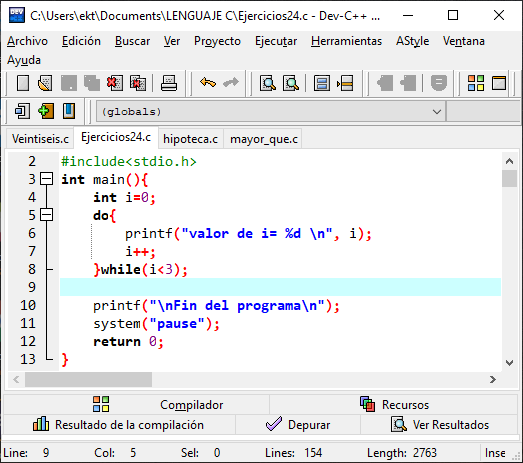 DEV C:\Users\ekt\Documents\LENGUAJE C\Ejercicios24.c - Dev-C++ ...
Archivo Edición Buscar Ver Proyecto Ejecutar Herramientas AStyle Ventana
Ayuda
(globals)
Veintiseis.c Ejercicios24.c hipoteca.c mayor_que.c
2 #include<stdio.h>
3 int main(){
4 int i=0;
5 do{
6 printf("valor de i= %d \n", i);
7 i++;
8 }while(i<3);
9
10 printf("\nFin del programa\n");
11 system("pause");
12 return 0;
13 }
Compilador Recursos
Resultado de la compilación Depurar Ver Resultados
Line: 9 Col: 5 Sel: 0 Lines: 154 Length: 2763 Inse